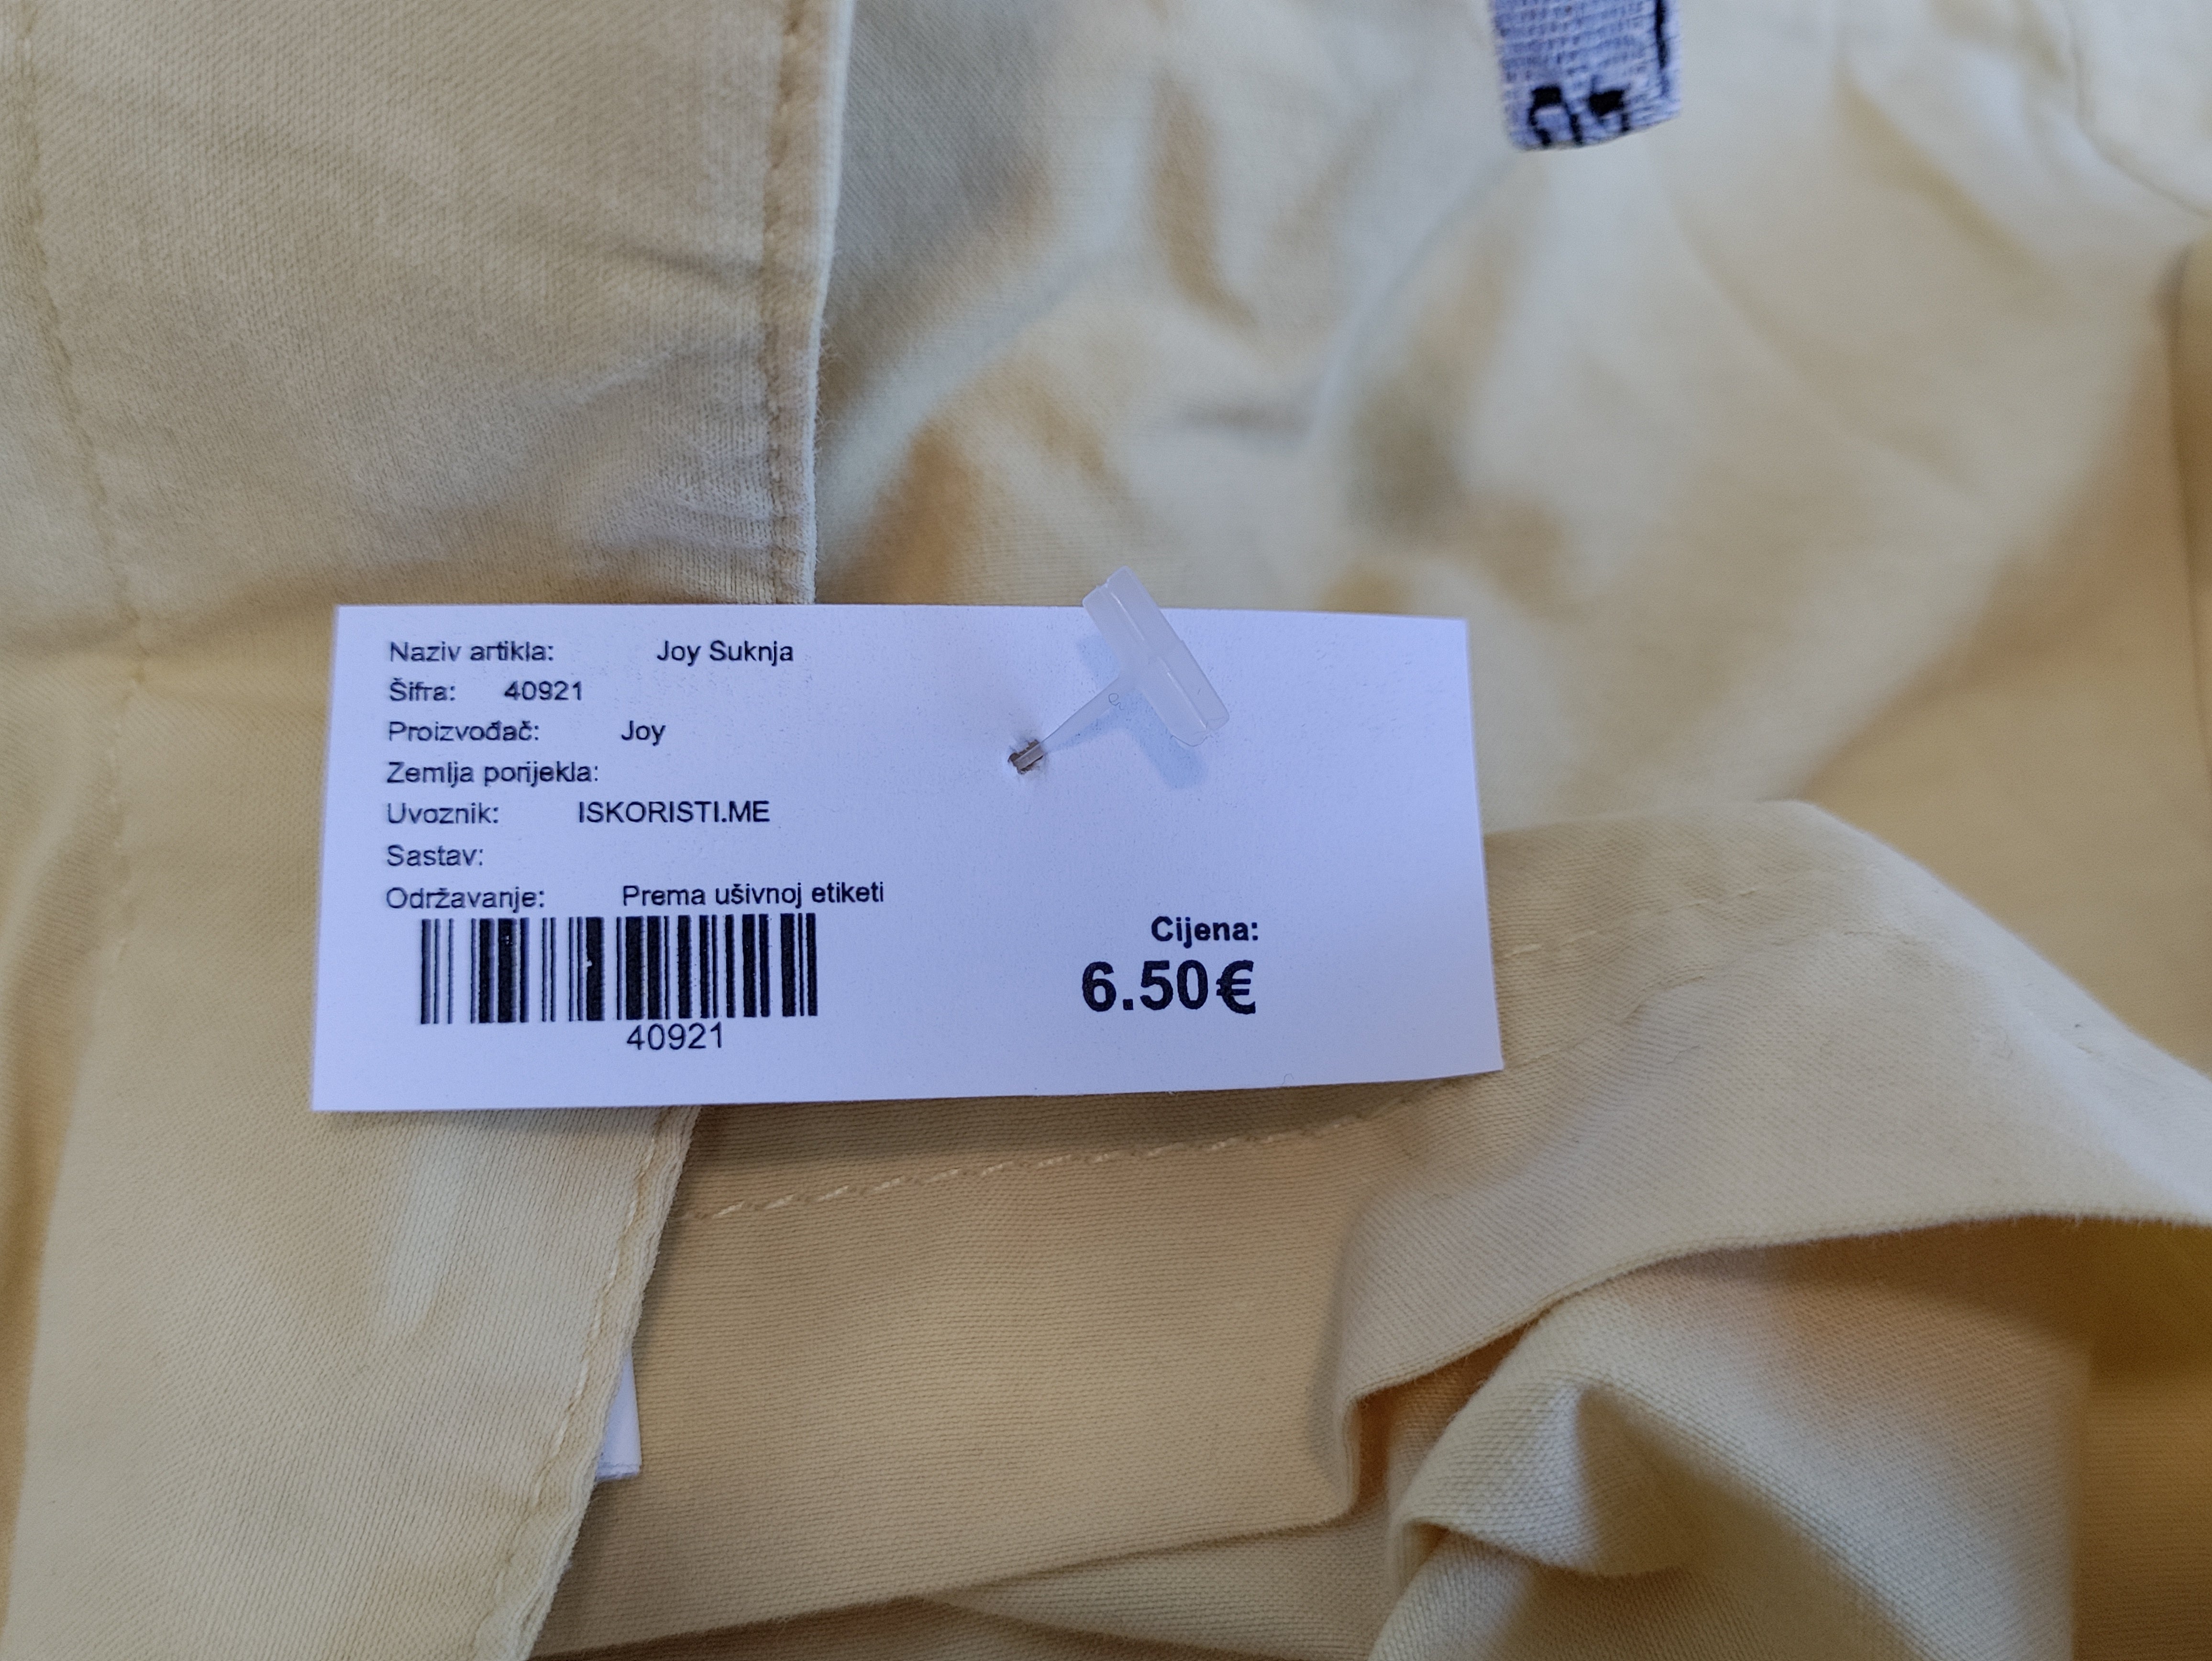 Naziv artikla: Joy Suknja
Šifra: 40921
Proizvođač: Joy
Zemlja porijekla:
Uvoznik: ISKORISTI.ME
Sastav:
Održavanje: Prema ušivnoj etiketi
Cijena:
6.50€
40921